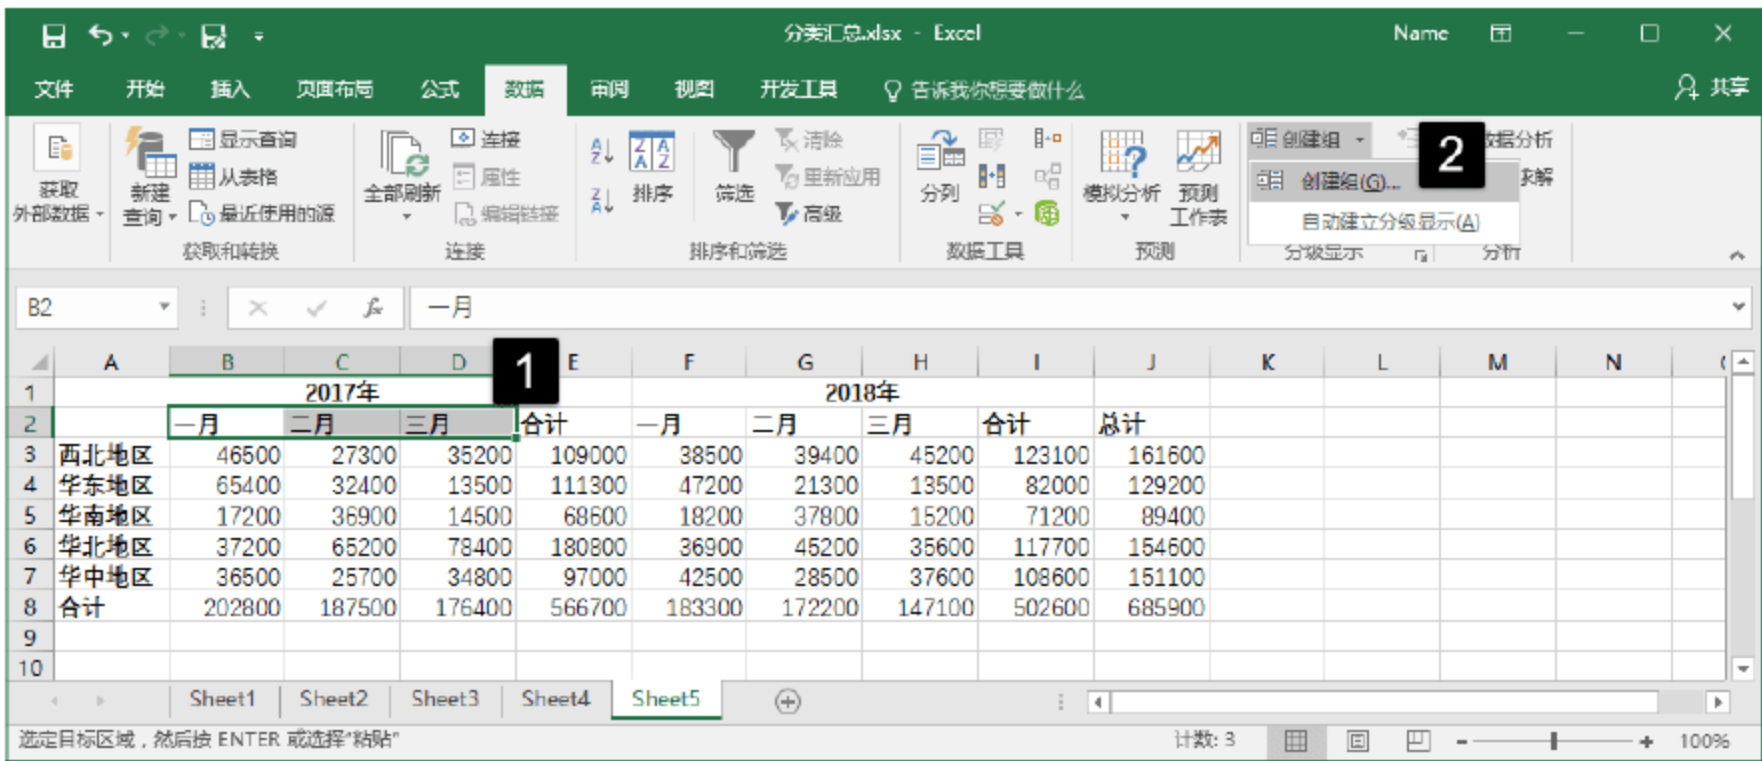 分类汇总.xlsx - Excel
Name
文件 开始 插入 页面布局 公式 数据 审阅 视图 开发工具 告诉我你想要做什么 共享
获取
外部数据
新建
查询
显示查询
从表格
最近使用的源
获取和转换
全部刷新
连接
属性
编辑链接
连接
排序
筛选
清除
重新应用
高级
排序和筛选
分列
数据工具
模拟分析
预测
工作表
预测
创建组
创建组(G)...
自动建立分级显示(A)
分级显示
2
数据分析
求解
分析
B2
一月
1
A B C D E F G H I J K L M N
1 2017年 2018年
2 一月 二月 三月 合计 一月 二月 三月 合计 总计
3 西北地区 46500 27300 35200 109000 38500 39400 45200 123100 161600
4 华东地区 65400 32400 13500 111300 47200 21300 13500 82000 129200
5 华南地区 17200 36900 14500 68600 18200 37800 15200 71200 89400
6 华北地区 37200 65200 78400 180800 36900 45200 35600 117700 154600
7 华中地区 36500 25700 34800 97000 42500 28500 37600 108600 151100
8 合计 202800 187500 176400 566700 183300 172200 147100 502600 685900
9
10
Sheet1 Sheet2 Sheet3 Sheet4 Sheet5
选定目标区域，然后按 ENTER 或选择"粘贴"
计数: 3
100%